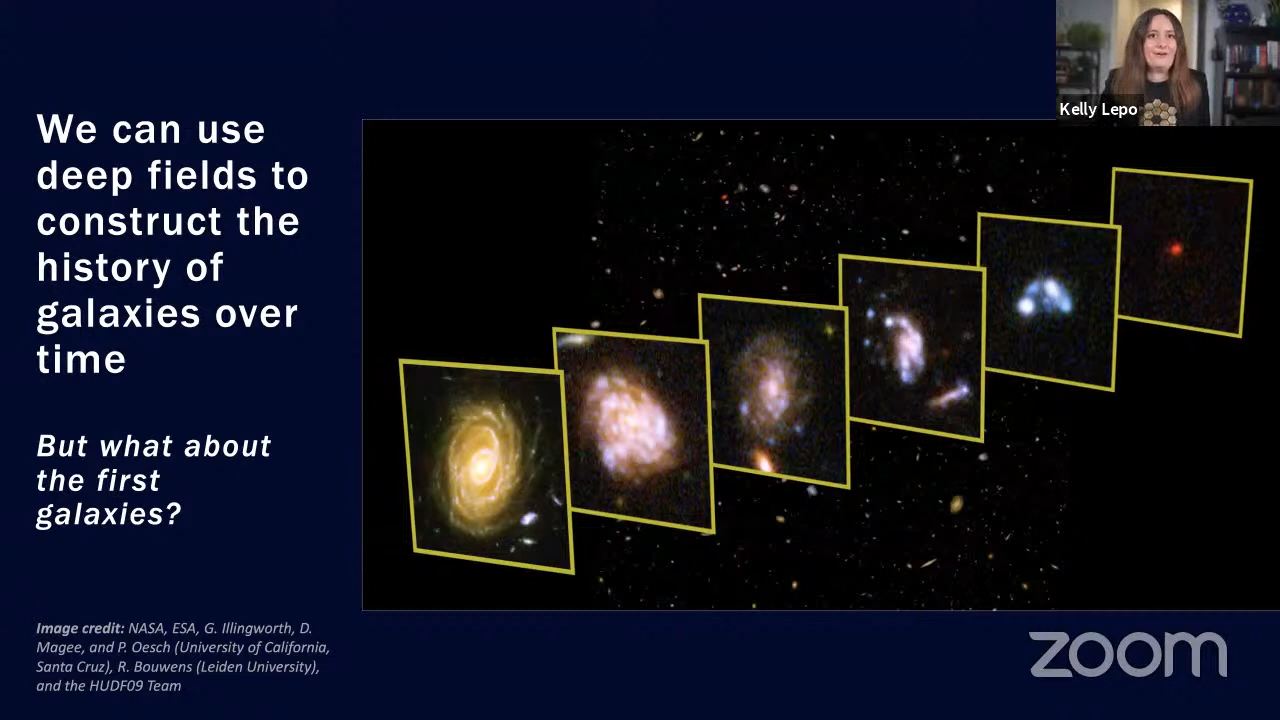 We can use
deep fields to
construct the
history of
galaxies over
time
But what about
the first
galaxies?
Image credit: NASA, ESA, G. Illingworth, D.
Magee, and P. Oesch (University of California,
Santa Cruz), R. Bouwens (Leiden University),
and the HUDF09 Team
Kelly Lepo
zoom